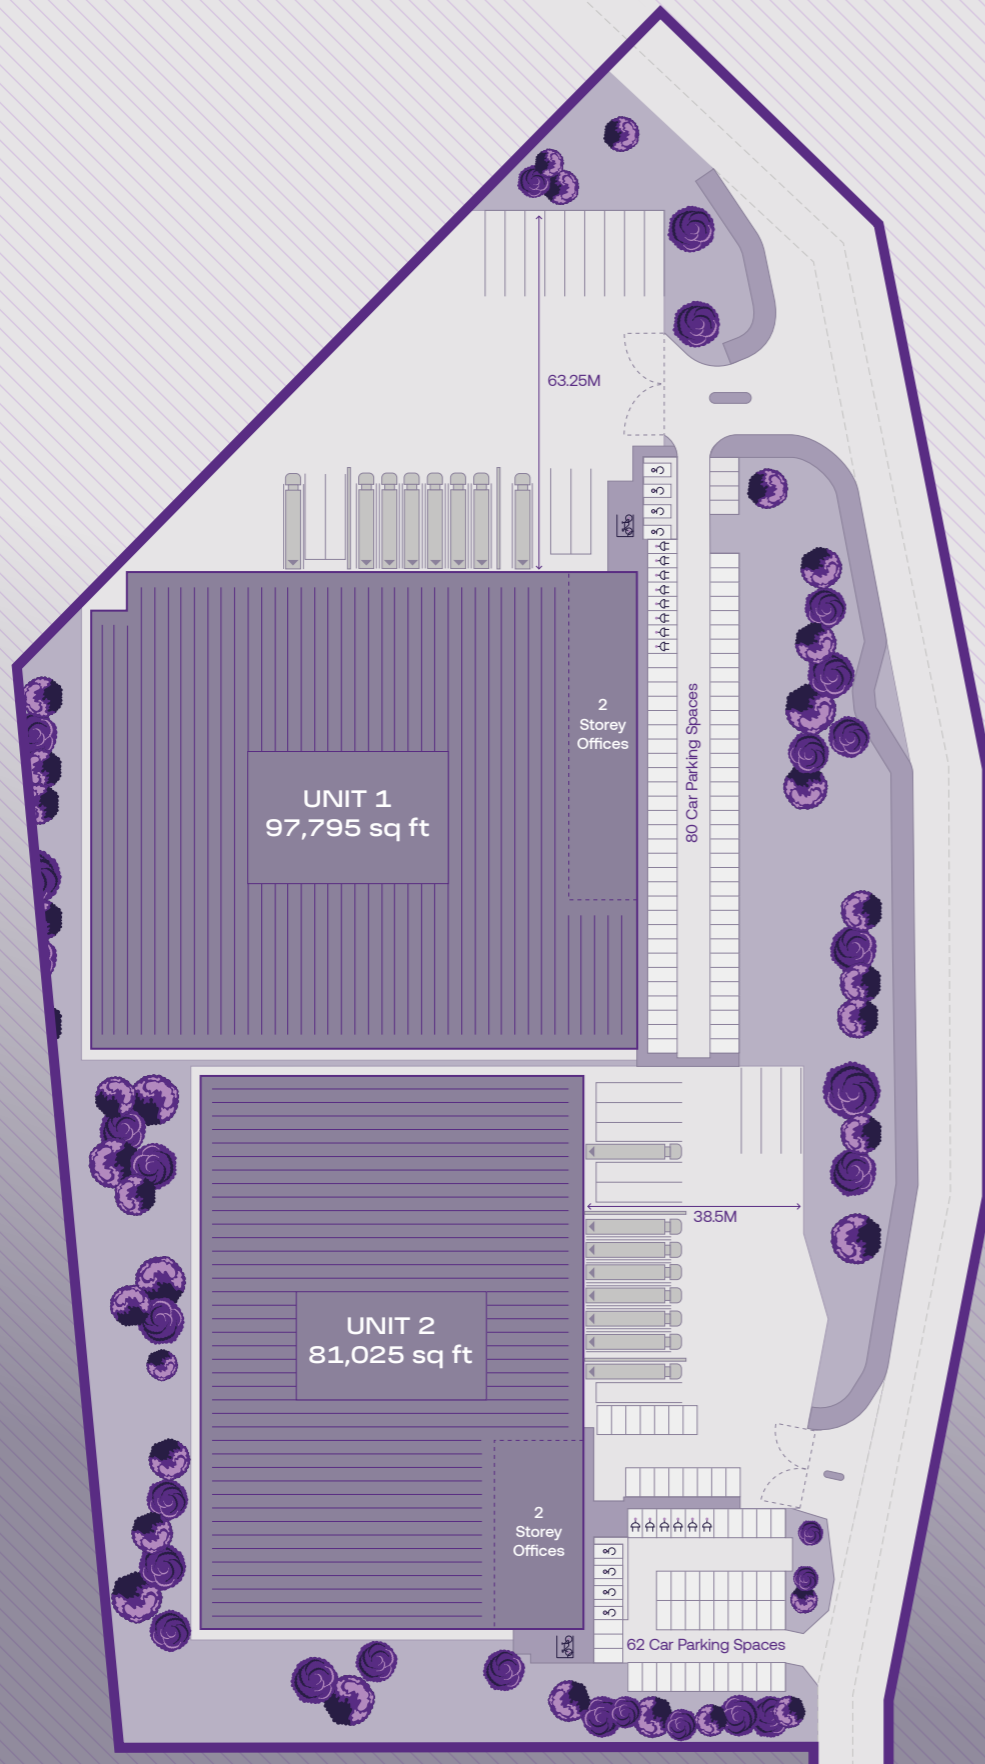 63.25M
2
Storey
Offices
80 Car Parking Spaces
UNIT 1
97,795 sq ft
38.5M
UNIT 2
81,025 sq ft
2
Storey
Offices
62 Car Parking Spaces